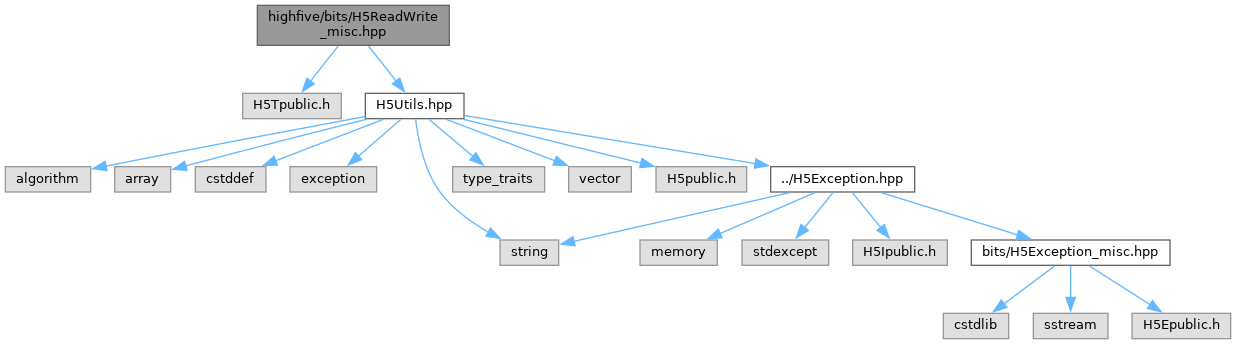 highfive/bits/H5ReadWrite
_misc.hpp
H5Tpublic.h
H5Utils.hpp
algorithm
array
cstddef
exception
type_traits
vector
H5public.h
../H5Exception.hpp
string
memory
stdexcept
H5Ipublic.h
bits/H5Exception_misc.hpp
cstdlib
sstream
H5Epublic.h